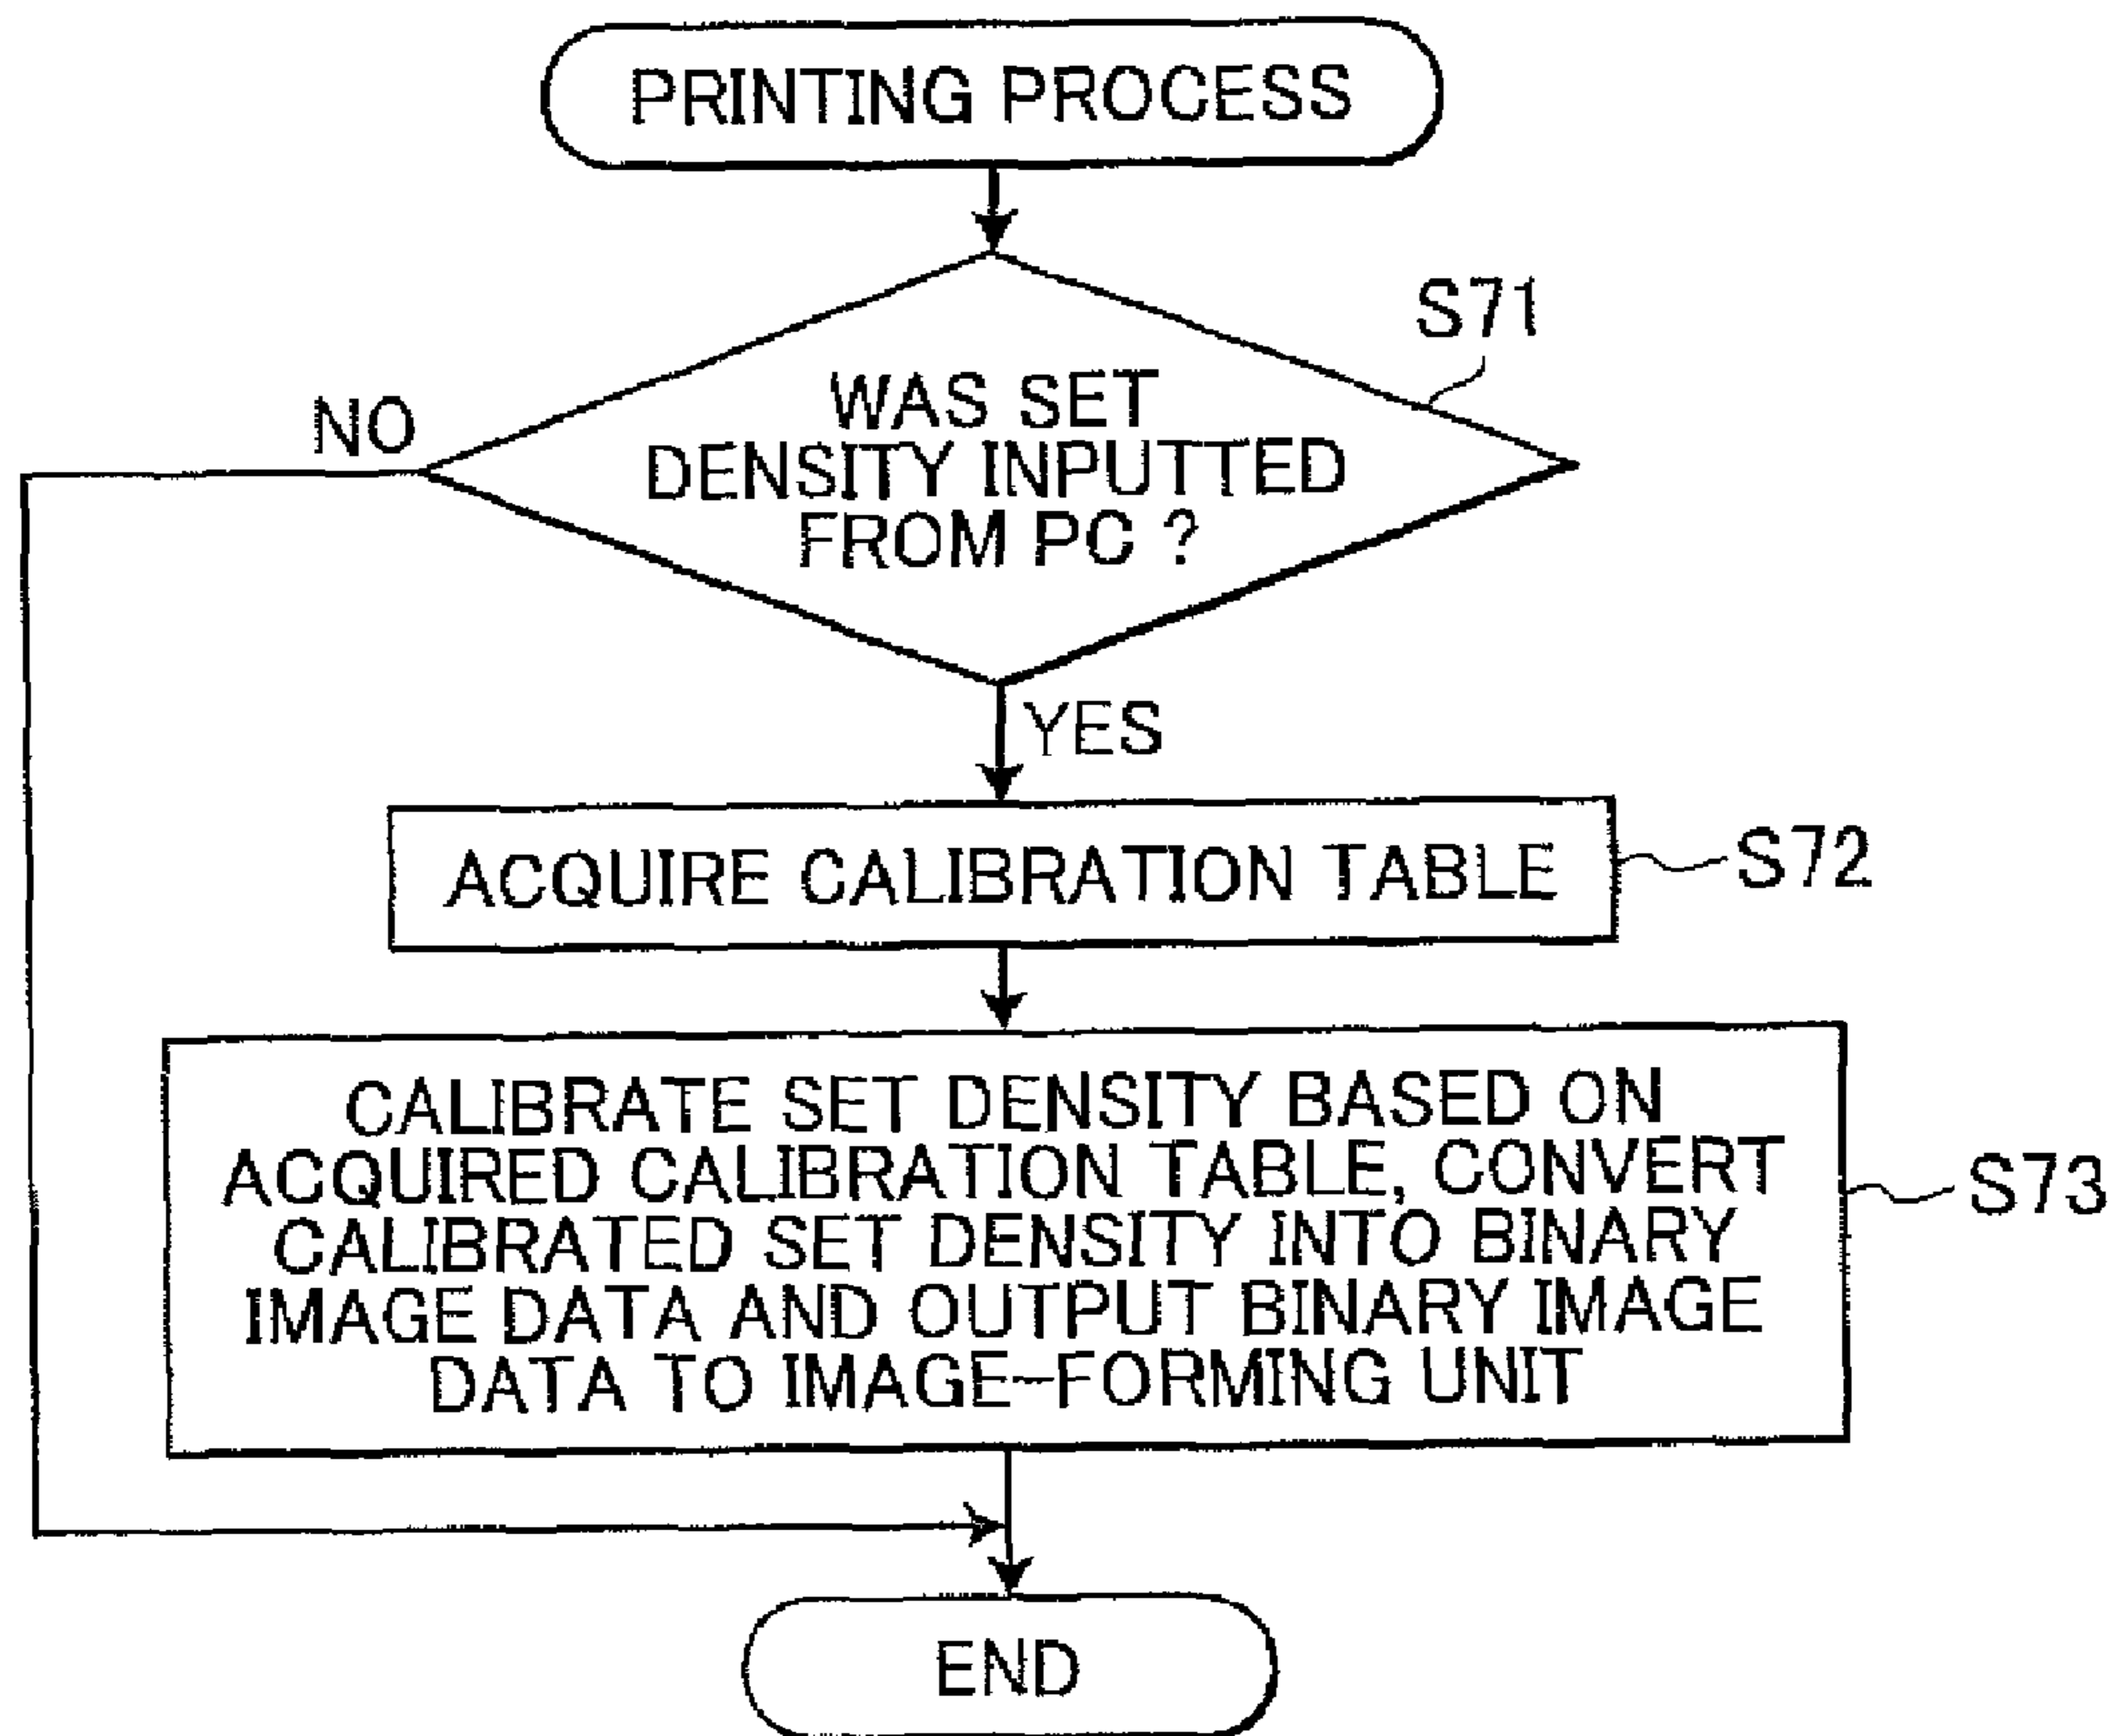 PRINTING PROCESS
S71
NO
WAS SET
DENSITY INPUTTED
FROM PC ?
YES
ACQUIRE CALIBRATION TABLE
S72
CALIBRATE SET DENSITY BASED ON
ACQUIRED CALIBRATION TABLE, CONVERT
CALIBRATED SET DENSITY INTO BINARY
IMAGE DATA AND OUTPUT BINARY IMAGE
DATA TO IMAGE-FORMING UNIT
S73
END